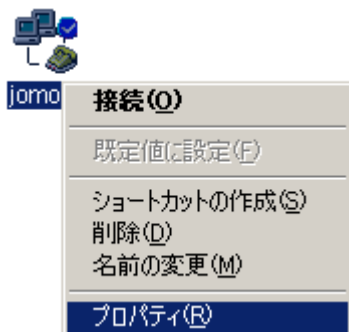 jomo
接続(O)
既定値に設定(F)
ショートカットの作成(S)
削除(D)
名前の変更(M)
プロパティ(R)